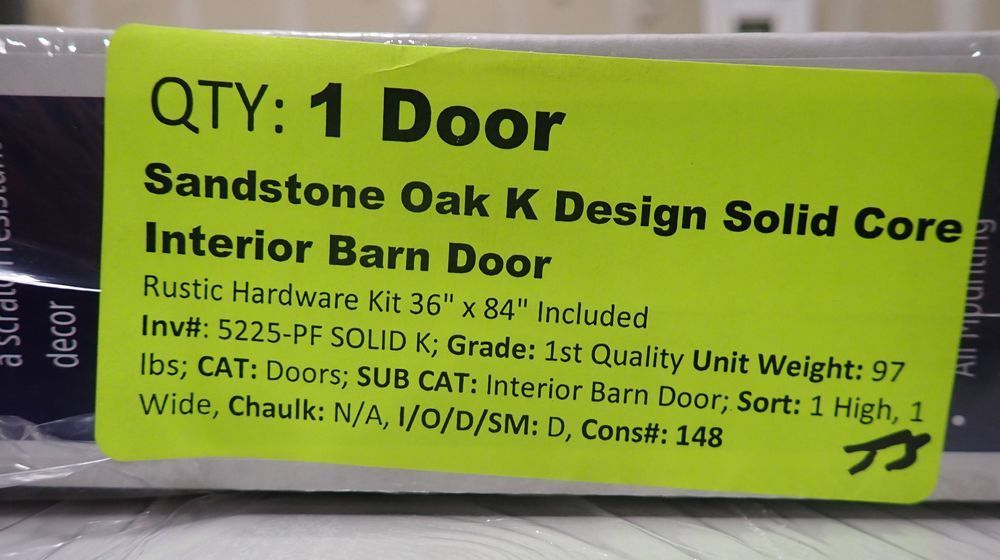 QTY: 1 Door
Sandstone Oak K Design Solid Core
Interior Barn Door
Rustic Hardware Kit 36" x 84" Included
Inv#: 5225-PF SOLID K; Grade: 1st Quality Unit Weight: 97
lbs; CAT: Doors; SUB CAT: Interior Barn Door; Sort: 1 High, 1
Wide, Chaulk: N/A, I/O/D/SM: D, Cons#: 148
decor